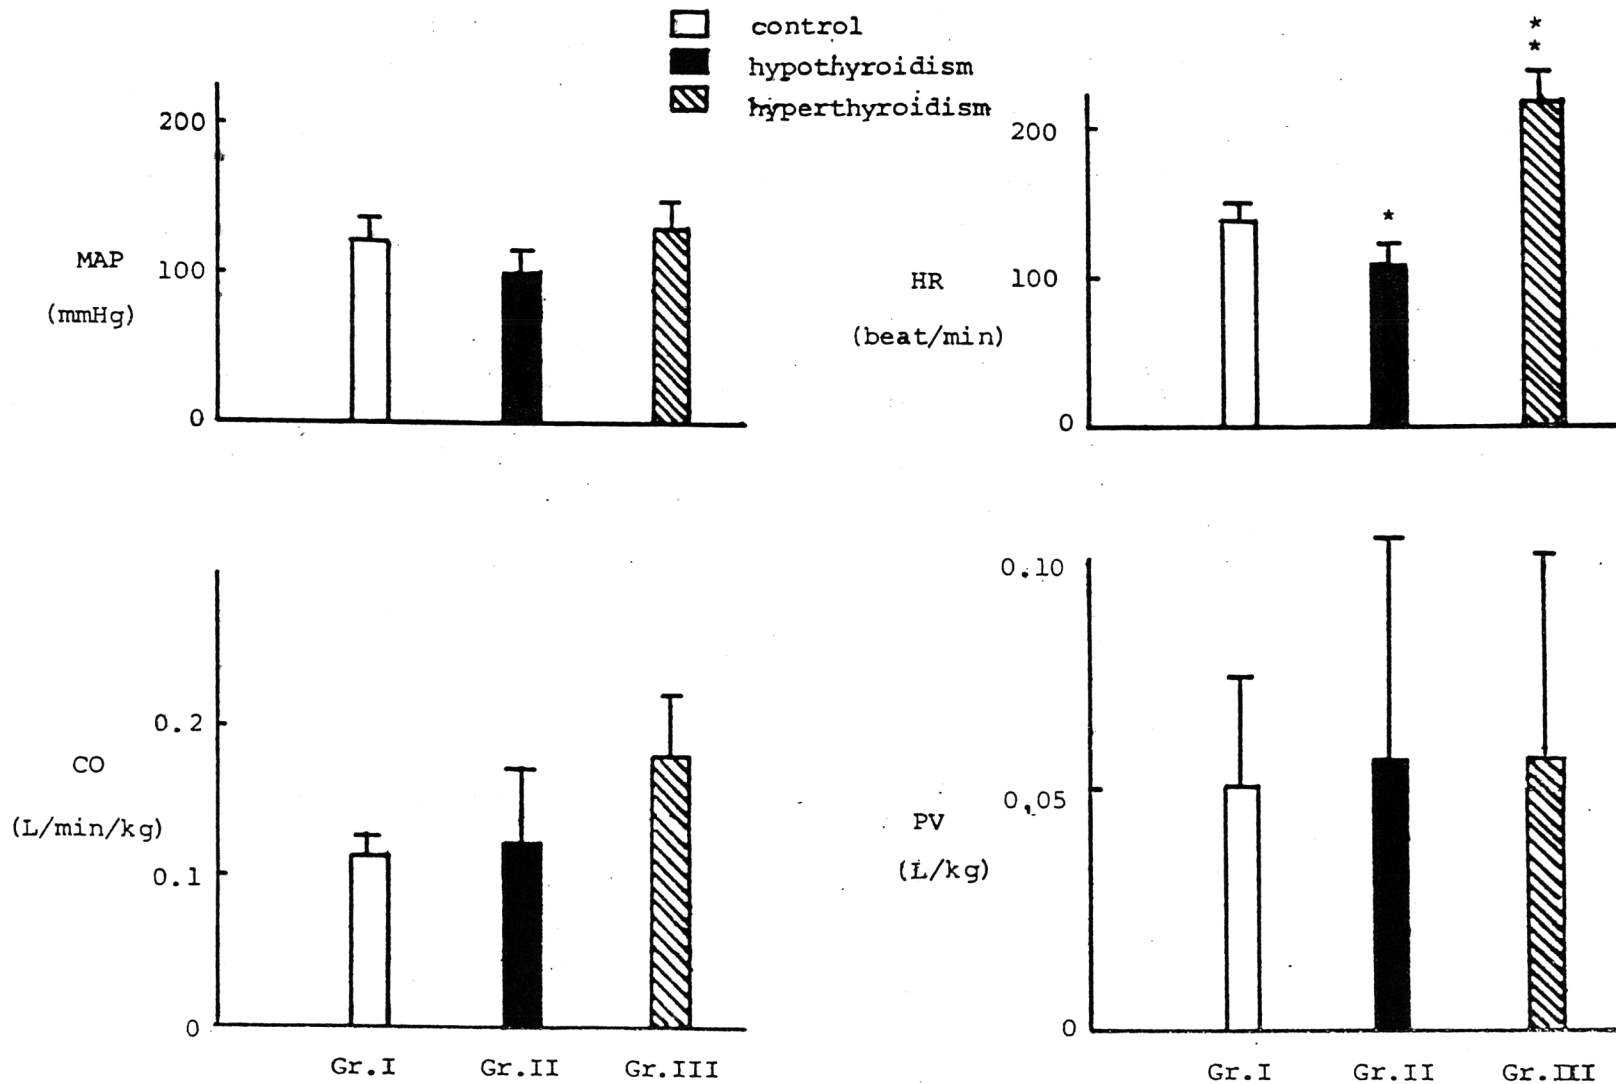 control
hypothyroidism
hyperthyroidism
200
MAP
100
(mmHg)
0
*
*
200
*
HR
100
(beat/min)
0
0.2
CO
(L/min/kg)
0.1
0
Gr.I Gr.II Gr.III
0.10
0.05
PV
(L/kg)
0
Gr.I Gr.II Gr.III